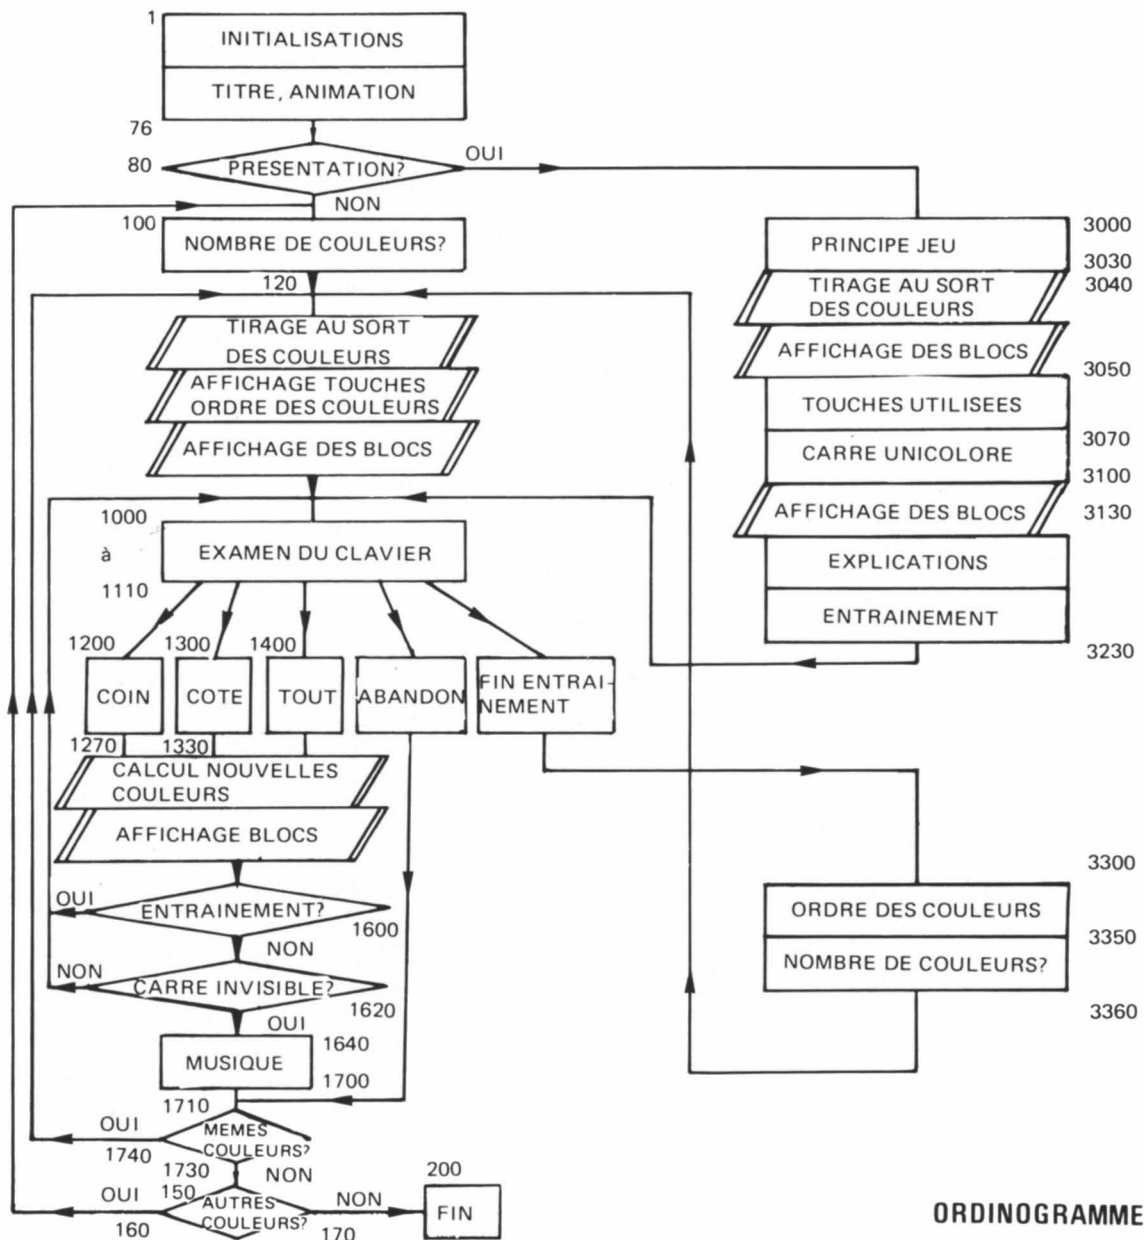 1
INITIALISATIONS
TITRE, ANIMATION
76
80
PRESENTATION?
OUI
NON
100
NOMBRE DE COULEURS?
120
TIRAGE AU SORT
DES COULEURS
AFFICHAGE TOUCHES
ORDRE DES COULEURS
AFFICHAGE DES BLOCS
1000
à
1110
EXAMEN DU CLAVIER
1200
1300
1400
COIN
COTE
TOUT
ABANDON
FIN ENTRAI-
NEMENT
1270
1330
CALCUL NOUVELLES
COULEURS
AFFICHAGE BLOCS
OUI
ENTRAINEMENT?
1600
NON
NON
CARRE INVISIBLE?
1620
OUI
1640
MUSIQUE
1700
1710
OUI
MEMES
COULEURS?
1740
1730
NON
150
OUI
AUTRES
COULEURS?
NON
160
170
200
FIN
3000
PRINCIPE JEU
3030
3040
TIRAGE AU SORT
DES COULEURS
AFFICHAGE DES BLOCS
3050
TOUCHES UTILISEES
3070
CARRE UNICOLORE
3100
AFFICHAGE DES BLOCS
3130
EXPLICATIONS
ENTRAINEMENT
3230
3300
ORDRE DES COULEURS
3350
NOMBRE DE COULEURS?
3360
ORDINOGRAMME